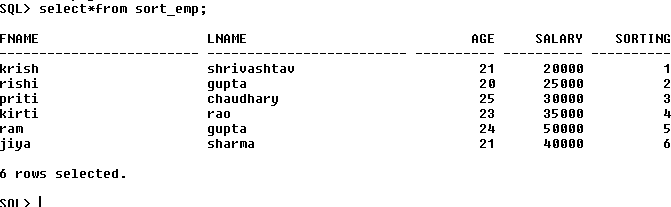 SQL> select*from sort_emp;
FNAME LNAME AGE SALARY SORTING
------------------------- ------------------------- ---------- ---------- ----------
krish shrivashtav 21 20000 1
rishi gupta 20 25000 2
priti chaudhary 25 30000 3
kirti rao 23 35000 4
ram gupta 24 50000 5
jiya sharma 21 40000 6
6 rows selected.
SQL>